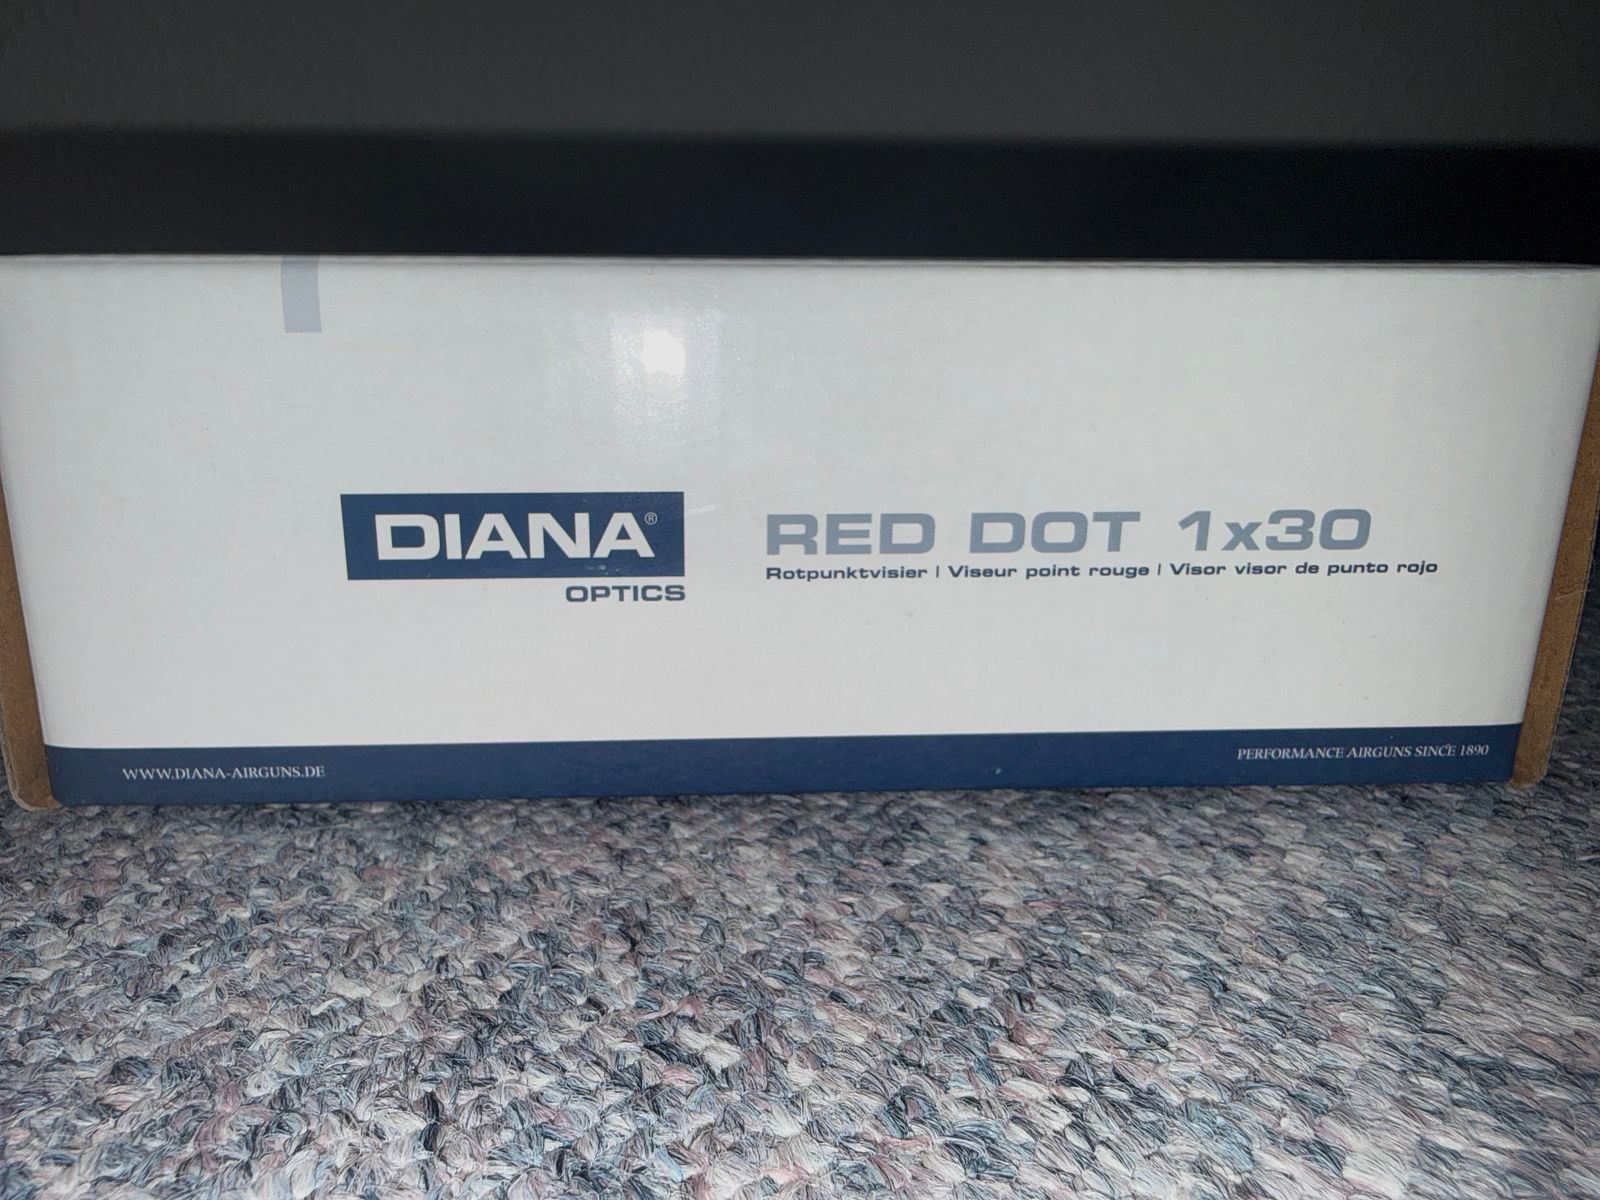 DIANA®
OPTICS
RED DOT 1x30
Rotpunktvisier | Viseur point rouge | Visor visor de punto rojo
WWW.DIANA-AIRGUNS.DE
PERFORMANCE AIRGUNS SINCE 1890